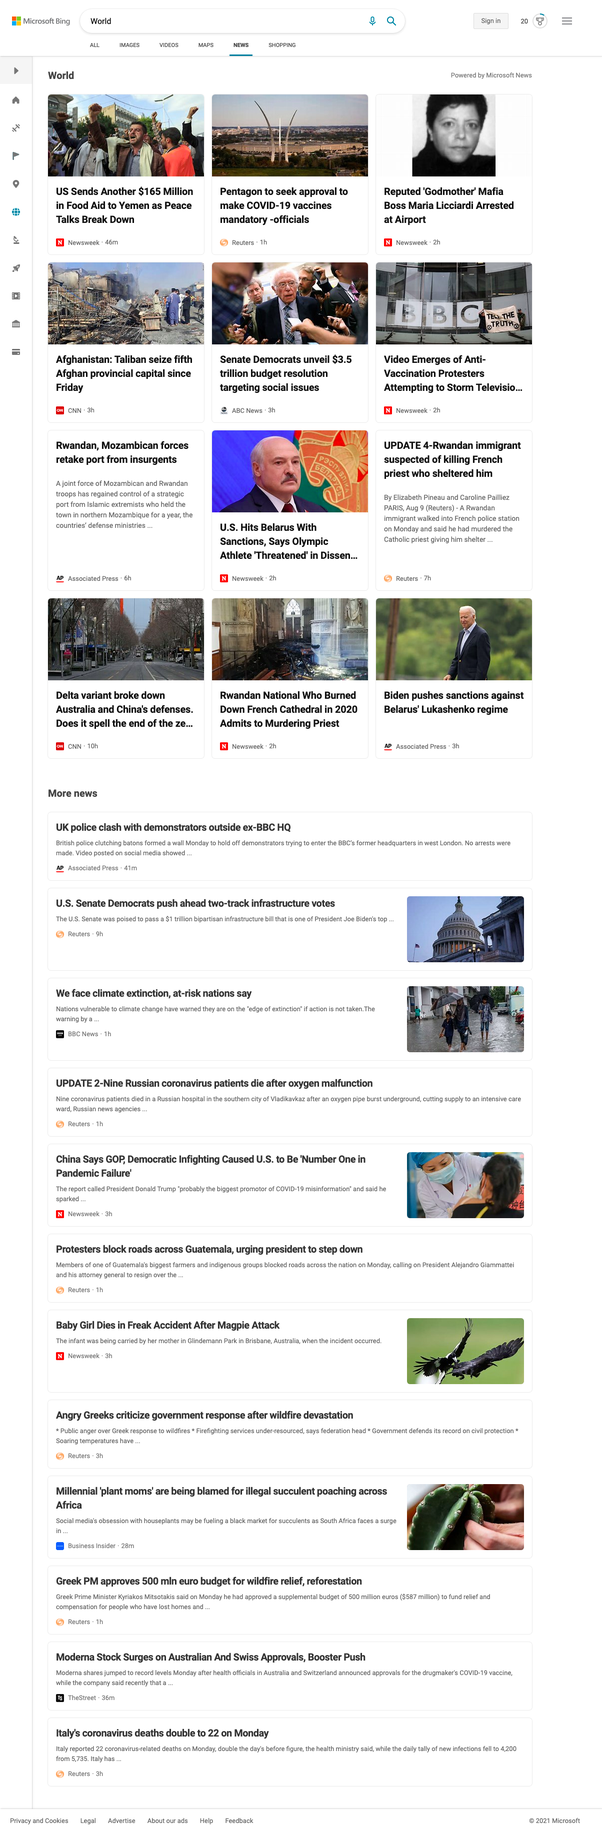 Microsoft Bing
World
Sign in
20
ALL IMAGES VIDEOS MAPS NEWS SHOPPING
World
Powered by Microsoft News
US Sends Another $165 Million
in Food Aid to Yemen as Peace
Talks Break Down
Newsweek · 46m
Pentagon to seek approval to
make COVID-19 vaccines
mandatory -officials
Reuters · 1h
Reputed 'Godmother' Mafia
Boss Maria Licciardi Arrested
at Airport
Newsweek · 2h
BBC
TELL THE
TRUTH
Afghanistan: Taliban seize fifth
Afghan provincial capital since
Friday
CNN · 3h
Senate Democrats unveil $3.5
trillion budget resolution
targeting social issues
ABC News · 3h
Video Emerges of Anti-
Vaccination Protesters
Attempting to Storm Televisio...
Newsweek · 2h
Rwandan, Mozambican forces
retake port from insurgents
A joint force of Mozambican and Rwandan
troops has regained control of a strategic
port from Islamic extremists who held the
town in northern Mozambique for a year, the
countries' defense ministries ...
AP Associated Press · 6h
U.S. Hits Belarus With
Sanctions, Says Olympic
Athlete 'Threatened' in Dissen...
Newsweek · 2h
UPDATE 4-Rwandan immigrant
suspected of killing French
priest who sheltered him
By Elizabeth Pineau and Caroline Pailliez
PARIS, Aug 9 (Reuters) - A Rwandan
immigrant walked into French police station
on Monday and said he had murdered the
Catholic priest giving him shelter ...
Reuters · 7h
Delta variant broke down
Australia and China's defenses.
Does it spell the end of the ze...
CNN · 10h
Rwandan National Who Burned
Down French Cathedral in 2020
Admits to Murdering Priest
Newsweek · 2h
Biden pushes sanctions against
Belarus' Lukashenko regime
AP Associated Press · 3h
More news
UK police clash with demonstrators outside ex-BBC HQ
British police clutching batons formed a wall Monday to hold off demonstrators trying to enter the BBC's former headquarters in west London. No arrests were
made. Video posted on social media showed ...
AP Associated Press · 41m
U.S. Senate Democrats push ahead two-track infrastructure votes
The U.S. Senate was poised to pass a $1 trillion bipartisan infrastructure bill that is one of President Joe Biden's top ...
Reuters · 9h
We face climate extinction, at-risk nations say
Nations vulnerable to climate change have warned they are on the "edge of extinction" if action is not taken.The
warning by a ...
BBC News · 1h
UPDATE 2-Nine Russian coronavirus patients die after oxygen malfunction
Nine coronavirus patients died in a Russian hospital in the southern city of Vladikavkaz after an oxygen pipe burst underground, cutting supply to an intensive care
ward, Russian news agencies ...
Reuters · 1h
China Says GOP, Democratic Infighting Caused U.S. to Be 'Number One in
Pandemic Failure'
The report called President Donald Trump "probably the biggest promotor of COVID-19 misinformation" and said he
sparked ...
Newsweek · 3h
Protesters block roads across Guatemala, urging president to step down
Members of one of Guatemala's biggest farmers and indigenous groups blocked roads across the nation on Monday, calling on President Alejandro Giammattei
and his attorney general to resign over the ...
Reuters · 1h
Baby Girl Dies in Freak Accident After Magpie Attack
The infant was being carried by her mother in Glindemann Park in Brisbane, Australia, when the incident occurred.
Newsweek · 3h
Angry Greeks criticize government response after wildfire devastation
* Public anger over Greek response to wildfires * Firefighting services under-resourced, says federation head * Government defends its record on civil protection *
Soaring temperatures have ...
Reuters · 3h
Millennial 'plant moms' are being blamed for illegal succulent poaching across
Africa
Social media's obsession with houseplants may be fueling a black market for succulents as South Africa faces a surge
in ...
Business Insider · 28m
Greek PM approves 500 mln euro budget for wildfire relief, reforestation
Greek Prime Minister Kyriakos Mitsotakis said on Monday he had approved a supplemental budget of 500 million euros ($587 million) to fund relief and
compensation for people who have lost homes and ...
Reuters · 1h
Moderna Stock Surges on Australian And Swiss Approvals, Booster Push
Moderna shares jumped to record levels Monday after health officials in Australia and Switzerland announced approvals for the drugmaker's COVID-19 vaccine,
while the company said recently that a ...
TheStreet · 36m
Italy's coronavirus deaths double to 22 on Monday
Italy reported 22 coronavirus-related deaths on Monday, double the day's before figure, the health ministry said, while the daily tally of new infections fell to 4,200
from 5,735. Italy has ...
Reuters · 3h
Privacy and Cookies Legal Advertise About our ads Help Feedback
© 2021 Microsoft